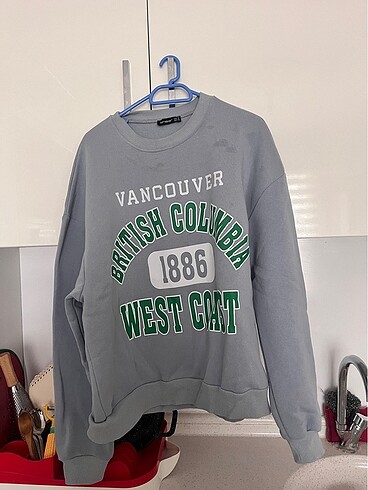 VANCOUVER
BRITISH COLUMBIA
1886
WEST COAST